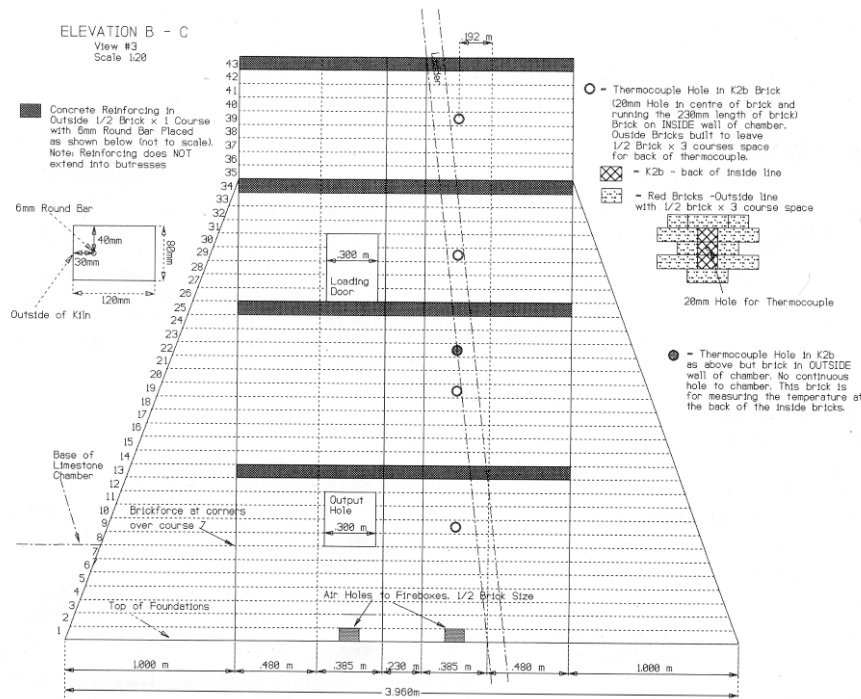 ELEVATION B - C
View #3
Scale 1:20
Concrete Reinforcing in
Outside 1/2 Brick x 1 Course
with 6mm Round Bar Placed
as shown below (not to scale).
Note: Reinforcing does NOT
extend into butresses
6mm Round Bar
40mm
30mm
80mm
120mm
Outside of Kiln
Base of
Limestone
Chamber
Brickforce at corners
over course 7
Top of Foundations
43
42
41
40
39
38
37
36
35
34
33
32
31
30
29
28
27
26
25
24
23
22
21
20
19
18
17
16
15
14
13
12
11
10
9
8
7
6
5
4
3
2
1
.192 m
Ladder
.300 m
Loading
Door
Output
Hole
.300 m
Air Holes to Fireboxes, 1/2 Brick Size
1.000 m
.480 m
.385 m
.230 m
.385 m
.480 m
1.000 m
3.960m
- Thermocouple Hole in K2b Brick
(20mm Hole in centre of brick and
running the 230mm length of brick)
Brick on INSIDE wall of chamber.
Ouside Bricks built to leave
1/2 Brick x 3 courses space
for back of thermocouple.
= K2b - back of inside line
= Red Bricks -Outside line
with 1/2 brick x 3 course space
20mm Hole for Thermocouple
- Thermocouple Hole in K2b
as above but brick in OUTSIDE
wall of chamber. No continuous
hole to chamber. This brick is
for measuring the temperature at
the back of the inside bricks.